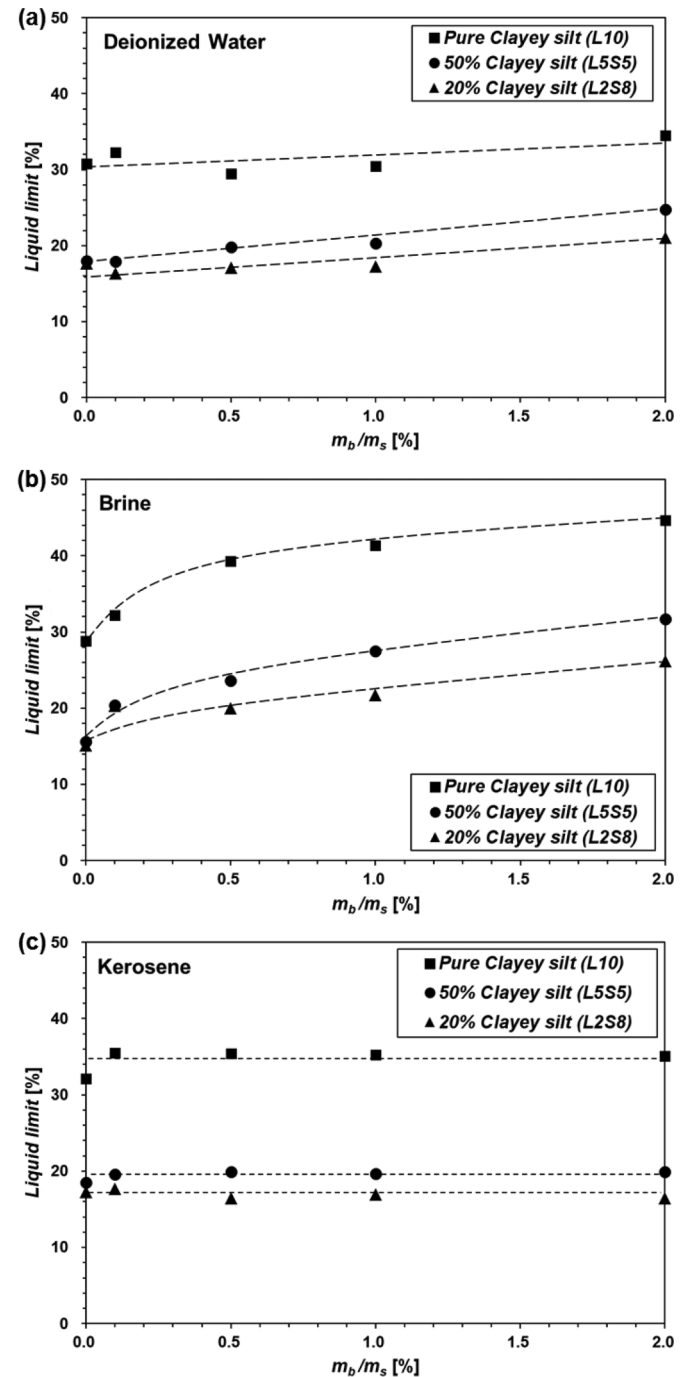 (a)
50
Deionized Water
Pure Clayey silt (L10)
50% Clayey silt (L5S5)
20% Clayey silt (L2S8)
40
30
20
10
0
Liquid limit [%]
0.0 0.5 1.0 1.5 2.0
mb/ms [%]
(b)
50
Brine
40
30
20
10
0
Liquid limit [%]
Pure Clayey silt (L10)
50% Clayey silt (L5S5)
20% Clayey silt (L2S8)
0.0 0.5 1.0 1.5 2.0
mb/ms [%]
(c)
50
Kerosene
Pure Clayey silt (L10)
50% Clayey silt (L5S5)
20% Clayey silt (L2S8)
40
30
20
10
0
Liquid limit [%]
0.0 0.5 1.0 1.5 2.0
mb/ms [%]